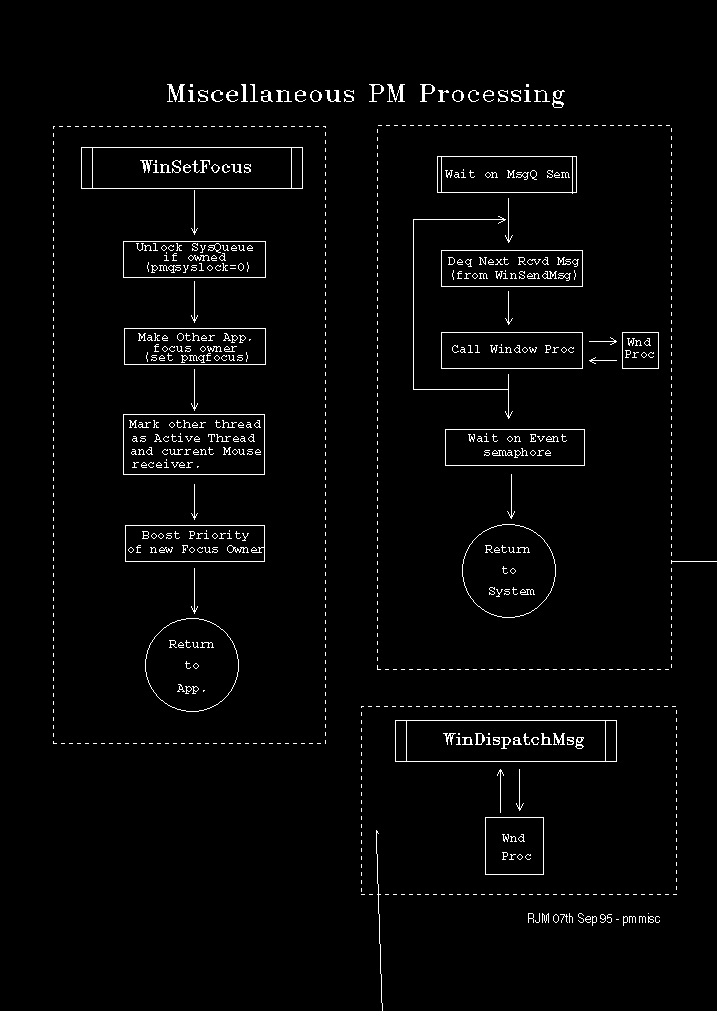 Miscellaneous PM Processing
WinSetFocus
Unlock SysQueue
if owned
(pmqsyslock=0)
Make Other App.
focus owner
(set pmqfocus)
Mark other thread
as Active Thread
and current Mouse
receiver.
Boost Priority
of new Focus Owner
Return
to
App.
Wait on MsgQ Sem
Deq Next Rcvd Msg
(from WinSendMsg)
Call Window Proc
Wnd
Proc
Wait on Event
semaphore
Return
to
System
WinDispatchMsg
Wnd
Proc
RJM 07th Sep 95 - pmmisc